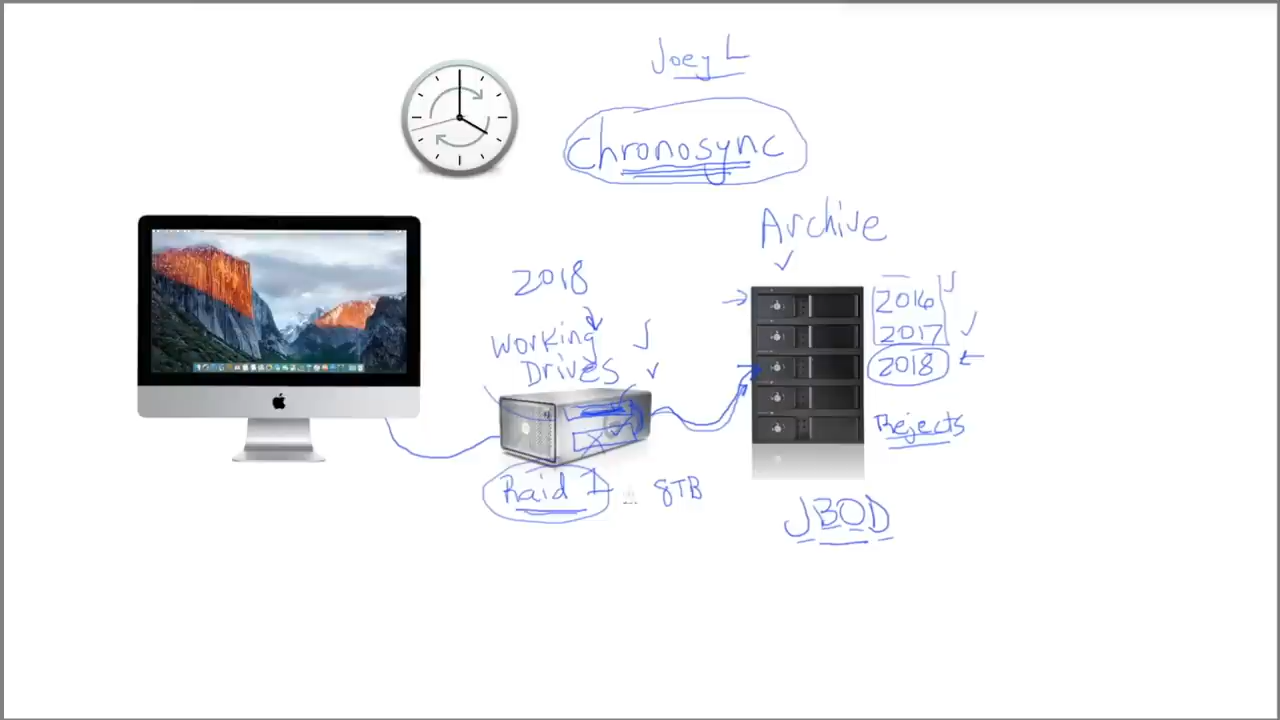 Joey L
Chronosync
Archive
2018
Working
Drives
2016
2017
2018
Rejects
Raid 1
8TB
JBOD